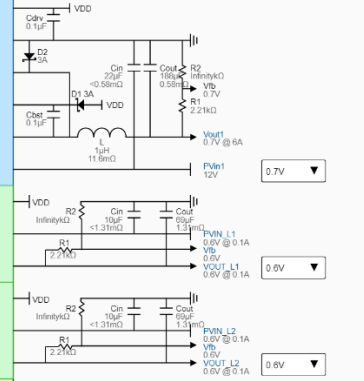 VDD
Cdrv
0.1µF
D2
3A
Cin
22µF
<0.58mΩ
Cout
188µF
0.58mΩ
R2
InfinitykΩ
Vfb
0.7V
R1
2.21kΩ
D1 3A
VDD
Cbst
0.1µF
L
1µH
11.6mΩ
Vout1
0.7V @ 6A
PVin1
12V
0.7V
VDD
R2
InfinitykΩ
Cin
10µF
<1.31mΩ
Cout
69µF
1.31mΩ
R1
2.21kΩ
PVIN_L1
0.6V @ 0.1A
Vfb
0.6V
VOUT_L1
0.6V @ 0.1A
0.6V
VDD
R2
InfinitykΩ
Cin
10µF
<1.31mΩ
Cout
69µF
1.31mΩ
R1
2.21kΩ
PVIN_L2
0.6V @ 0.1A
Vfb
0.6V
VOUT_L2
0.6V @ 0.1A
0.6V